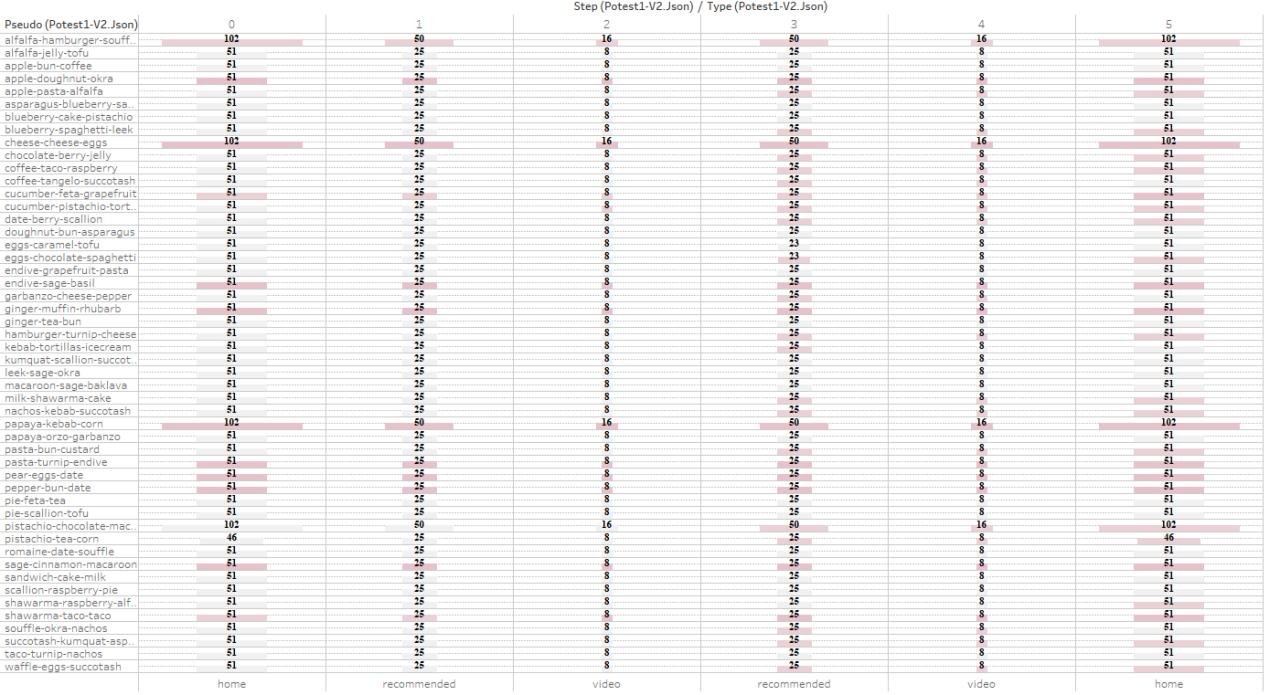 Step (Potest1-V2.Json) / Type (Potest1-V2.Json)
Pseudo (Potest1-V2.Json) 0 1 2 3 4 5
alfalfa-hamburger-souff.. 102 50 16 50 16 102
alfalfa-jelly-tofu 51 25 8 25 8 51
apple-bun-coffee 51 25 8 25 8 51
apple-doughnut-okra 51 25 8 25 8 51
apple-pasta-alfalfa 51 25 8 25 8 51
asparagus-blueberry-sa.. 51 25 8 25 8 51
blueberry-cake-pistachio 51 25 8 25 8 51
blueberry-spaghetti-leek 51 25 8 25 8 51
cheese-cheese-eggs 102 50 16 50 16 102
chocolate-berry-jelly 51 25 8 25 8 51
coffee-taco-raspberry 51 25 8 25 8 51
coffee-tangelo-succotash 51 25 8 25 8 51
cucumber-feta-grapefruit 51 25 8 25 8 51
cucumber-pistachio-tort.. 51 25 8 25 8 51
date-berry-scallion 51 25 8 25 8 51
doughnut-bun-asparagus 51 25 8 25 8 51
eggs-caramel-tofu 51 25 8 23 8 51
eggs-chocolate-spaghetti 51 25 8 23 8 51
endive-grapefruit-pasta 51 25 8 25 8 51
endive-sage-basil 51 25 8 25 8 51
garbanzo-cheese-pepper 51 25 8 25 8 51
ginger-muffin-rhubarb 51 25 8 25 8 51
ginger-tea-bun 51 25 8 25 8 51
hamburger-turnip-cheese 51 25 8 25 8 51
kebab-tortillas-icecream 51 25 8 25 8 51
kumquat-scallion-succot.. 51 25 8 25 8 51
leek-sage-okra 51 25 8 25 8 51
macaroon-sage-baklava 51 25 8 25 8 51
milk-shawarma-cake 51 25 8 25 8 51
nachos-kebab-succotash 51 25 8 25 8 51
papaya-kebab-corn 102 50 16 50 16 102
papaya-orzo-garbanzo 51 25 8 25 8 51
pasta-bun-custard 51 25 8 25 8 51
pasta-turnip-endive 51 25 8 25 8 51
pear-eggs-date 51 25 8 25 8 51
pepper-bun-date 51 25 8 25 8 51
pie-feta-tea 51 25 8 25 8 51
pie-scallion-tofu 51 25 8 25 8 51
pistachio-chocolate-mac.. 102 50 16 50 16 102
pistachio-tea-corn 46 25 8 25 8 46
romaine-date-souffle 51 25 8 25 8 51
sage-cinnamon-macaroon 51 25 8 25 8 51
sandwich-cake-milk 51 25 8 25 8 51
scallion-raspberry-pie 51 25 8 25 8 51
shawarma-raspberry-alf.. 51 25 8 25 8 51
shawarma-taco-taco 51 25 8 25 8 51
souffle-okra-nachos 51 25 8 25 8 51
succotash-kumquat-asp.. 51 25 8 25 8 51
taco-turnip-nachos 51 25 8 25 8 51
waffle-eggs-succotash 51 25 8 25 8 51
home recommended video recommended video home